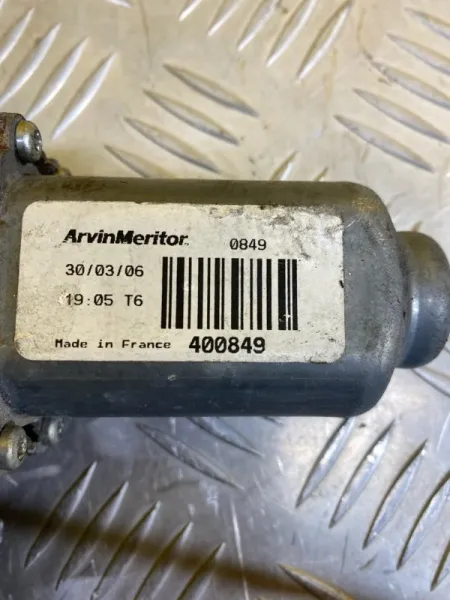 ArvinMeritor 0849
30/03/06
19:05 T6
Made in France 400849